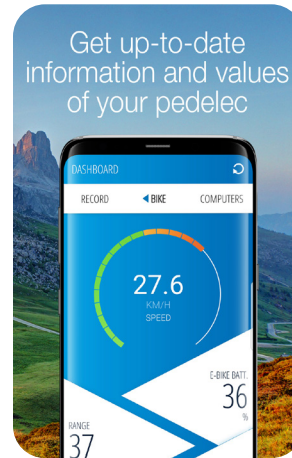 Get up-to-date
information and values
of your pedelec
DASHBOARD
RECORD ◀ BIKE COMPUTERS
27.6
KM/H
SPEED
E-BIKE BATT.
36
%
RANGE
37